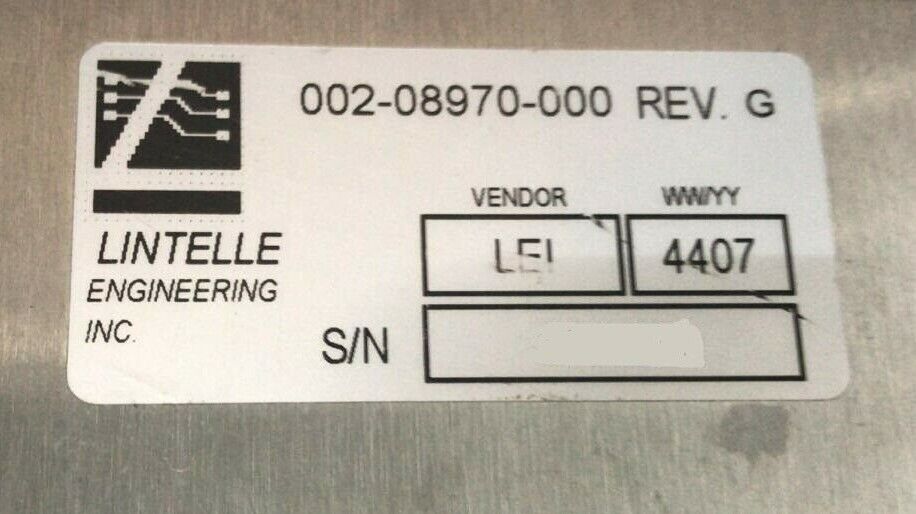 002-08970-000 REV. G
VENDOR WW/YY
LEI 4407
LINTELLE
ENGINEERING
INC.
S/N